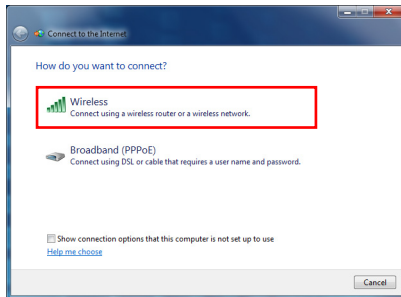 Connect to the Internet
How do you want to connect?
Wireless
Connect using a wireless router or a wireless network.
Broadband (PPPoE)
Connect using DSL or cable that requires a user name and password.
Show connection options that this computer is not set up to use
Help me choose
Cancel